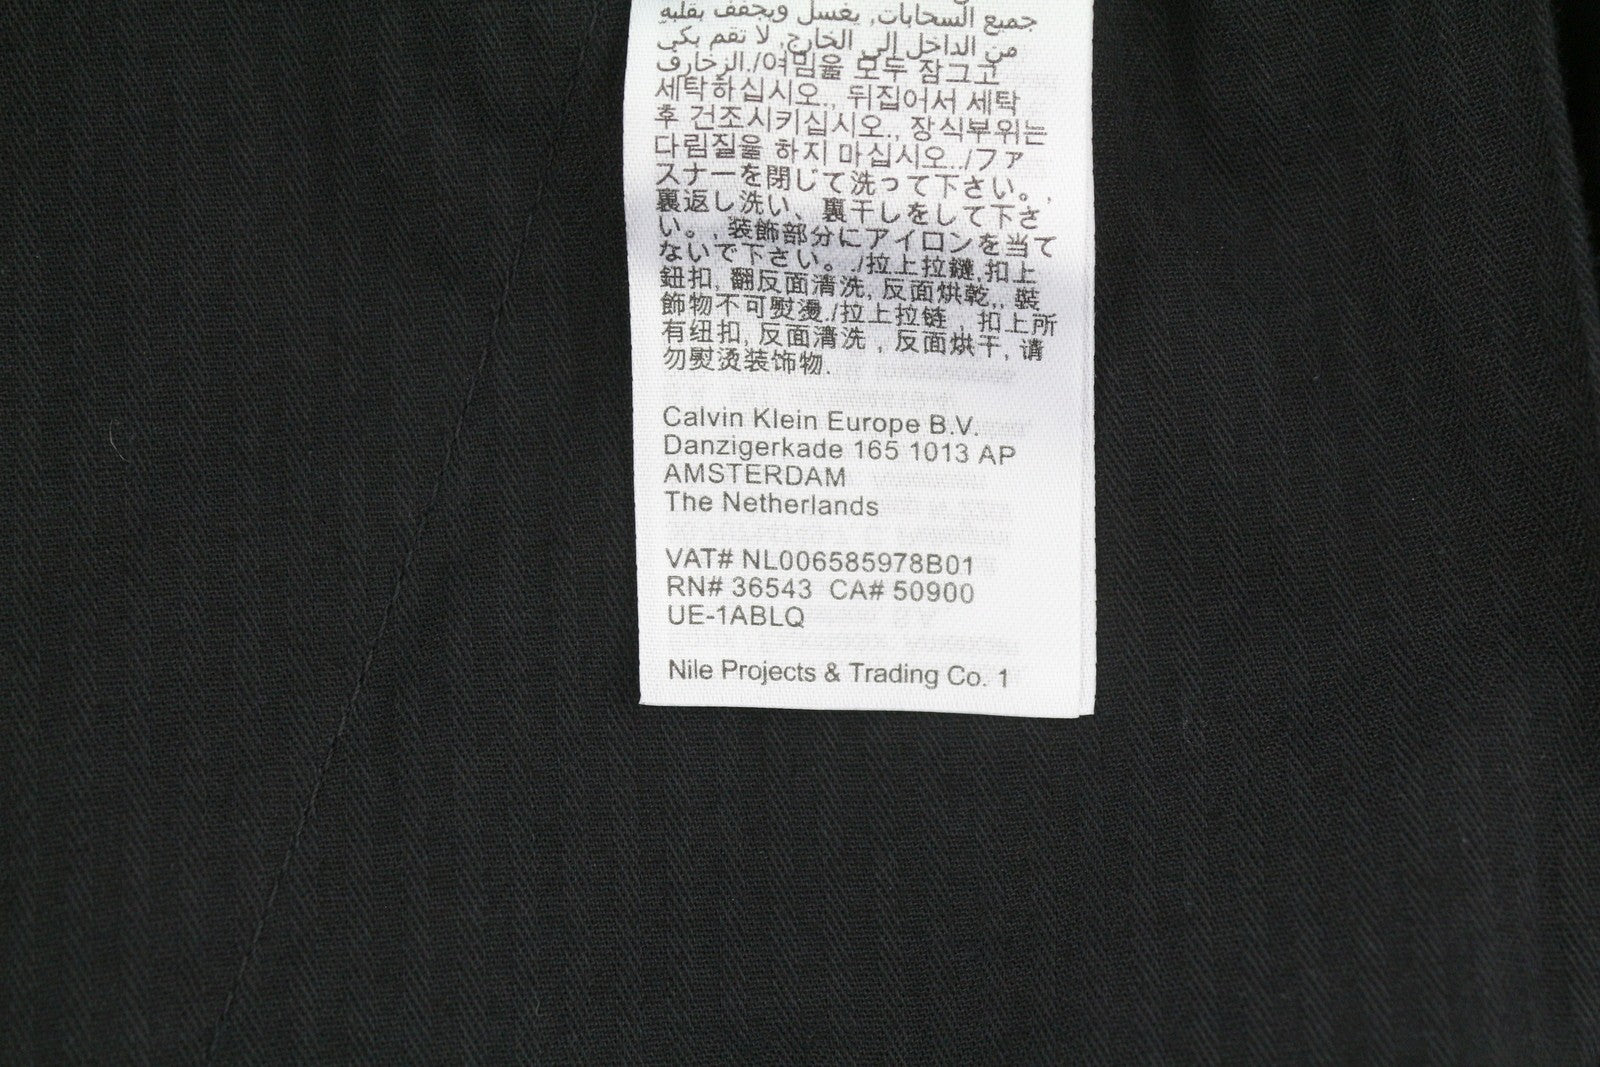 جميع السحابات, يغسل ويجفف بقلبه
من الداخل إلى الخارج, لا تقم بكي
الزخارف./여밈을 모두 잠그고
세탁하십시오., 뒤집어서 세탁
후 건조시키십시오., 장식부위는
다림질을 하지 마십시오../ファ
スナーを閉じて洗って下さい。,
裏返し洗い、裏干しをして下さ
い。, 装飾部分にアイロンを当て
ないで下さい。./拉上拉鏈,扣上
鈕扣, 翻反面清洗, 反面烘乾,, 裝
飾物不可熨燙./拉上拉链 , 扣上所
有纽扣, 反面清洗 , 反面烘干, 请
勿熨烫装饰物.
Calvin Klein Europe B.V.
Danzigerkade 165 1013 AP
AMSTERDAM
The Netherlands
VAT# NL006585978B01
RN# 36543 CA# 50900
UE-1ABLQ
Nile Projects & Trading Co. 1